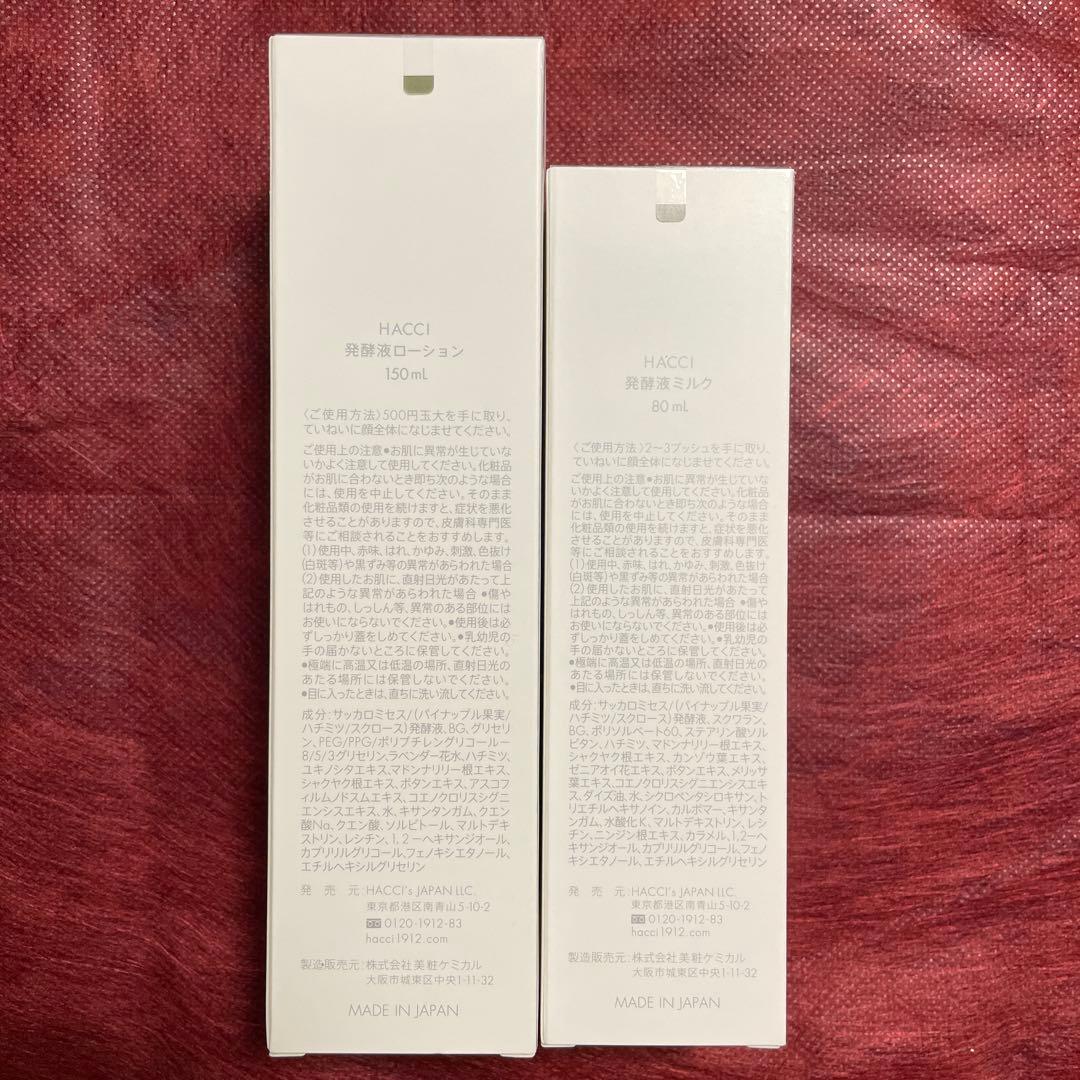 HACCI
発酵液ローション
150mL
〈ご使用方法〉500円玉大を手に取り、
ていねいに顔全体になじませてください。
ご使用上の注意●お肌に異常が生じていな
いかよく注意して使用してください。化粧品
がお肌に合わないとき即ち次のような場合
には、使用を中止してください。そのまま
化粧品類の使用を続けますと、症状を悪化
させることがありますので、皮膚科専門医
等にご相談されることをおすすめします。
(1)使用中、赤味、はれ、かゆみ、刺激、色抜け
(白斑等)や黒ずみ等の異常があらわれた場合
(2)使用したお肌に、直射日光があたって上
記のような異常があらわれた場合 ●傷や
はれもの、しっしん等、異常のある部位には
お使いにならないでください。●使用後は必
ずしっかり蓋をしめてください。●乳幼児の
手の届かないところに保管してください。
●極端に高温又は低温の場所、直射日光の
あたる場所には保管しないでください。
●目に入ったときは、直ちに洗い流してください。
成分:サッカロミセス/(パイナップル果実/
ハチミツ/スクロース)発酵液、BG、グリセリ
ン、PEG/PPG/ポリブチレングリコール－
8/5/3グリセリン、ラベンダー花水、ハチミツ、
ユキノシタエキス、マドンナリリー根エキス、
シャクヤク根エキス、ボタンエキス、アスコフ
ィルムノドスムエキス、コエノクロリスシグニ
エンシスエキス、水、キサンタンガム、クエン
酸Na、クエン酸、ソルビトール、マルトデキ
ストリン、レシチン、1,2－ヘキサンジオール、
カプリリルグリコール、フェノキシエタノール、
エチルヘキシルグリセリン
発売元:HACCI's JAPAN LLC.
東京都港区南青山5-10-2
0120-1912-83
hacci1912.com
製造販売元:株式会社 美粧ケミカル
大阪市城東区中央1-11-32
MADE IN JAPAN
HACCI
発酵液ミルク
80mL
〈ご使用方法〉2〜3プッシュを手に取り、
ていねいに顔全体になじませてください。
ご使用上の注意●お肌に異常が生じていな
いかよく注意して使用してください。化粧品
がお肌に合わないとき即ち次のような場合
には、使用を中止してください。そのまま
化粧品類の使用を続けますと、症状を悪化
させることがありますので、皮膚科専門医
等にご相談されることをおすすめします。
(1)使用中、赤味、はれ、かゆみ、刺激、色抜け
(白斑等)や黒ずみ等の異常があらわれた場合
(2)使用したお肌に、直射日光があたって
上記のような異常があらわれた場合 ●傷や
はれもの、しっしん等、異常のある部位には
お使いにならないでください。●使用後は必
ずしっかり蓋をしめてください。●乳幼児の
手の届かないところに保管してください。
●極端に高温又は低温の場所、直射日光の
あたる場所には保管しないでください。
●目に入ったときは、直ちに洗い流してください。
成分:サッカロミセス/(パイナップル果実/
ハチミツ/スクロース)発酵液、スクワラン、
BG、ポリソルベート60、ステアリン酸ソル
ビタン、ハチミツ、マドンナリリー根エキス、
シャクヤク根エキス、カンゾウ葉エキス、
ゼニアオイ花エキス、ボタンエキス、メリッサ
葉エキス、コエノクロリスシグニエンシスエキ
ス、ダイズ油、水、シクロペンタシロキサン、ト
リエチルヘキサノイン、カルボマー、キサンタ
ンガム、水酸化K、マルトデキストリン、レシ
チン、ニンジン根エキス、カラメル、1,2－ヘ
キサンジオール、カプリリルグリコール、フェノ
キシエタノール、エチルヘキシルグリセリン
発売元:HACCI's JAPAN LLC.
東京都港区南青山5-10-2
0120-1912-83
hacci1912.com
製造販売元:株式会社 美粧ケミカル
大阪市城東区中央1-11-32
MADE IN JAPAN